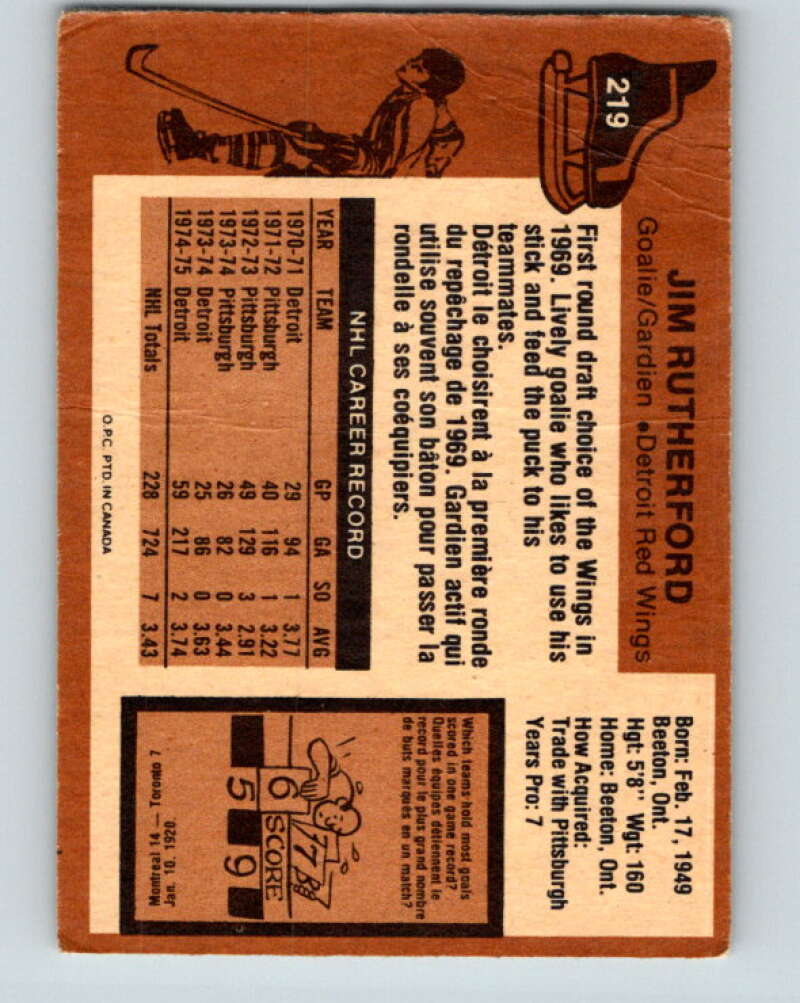 219
JIM RUTHERFORD
Goalie/Gardien •Detroit Red Wings
First round draft choice of the Wings in
1969. Lively goalie who likes to use his
stick and feed the puck to his
teammates.
Détroit le choisirent à la première ronde
du repêchage de 1969. Gardien actif qui
utilise souvent son bâton pour passer la
rondelle à ses coéquipiers.
Born: Feb. 17, 1949
Beeton, Ont.
Hgt: 5'8" Wgt: 160
Home: Beeton, Ont.
How Acquired:
Trade with Pittsburgh
Years Pro: 7
NHL CAREER RECORD
YEAR TEAM GP GA SO AVG
1970-71 Detroit 29 94 1 3.77
1971-72 Pittsburgh 40 116 1 3.22
1972-73 Pittsburgh 49 129 3 2.91
1973-74 Pittsburgh 26 82 0 3.44
1973-74 Detroit 25 86 0 3.63
1974-75 Detroit 59 217 2 3.74
NHL Totals 228 724 7 3.43
Which teams hold most goals
scored in one game record?
Quelles équipes détiennent le
record pour le plus grand nombre
de buts marqués en un match?
17
6 SCORE
5 9
Jan. 10, 1920
Montreal 14 — Toronto 7
O.P.C. PTD. IN CANADA